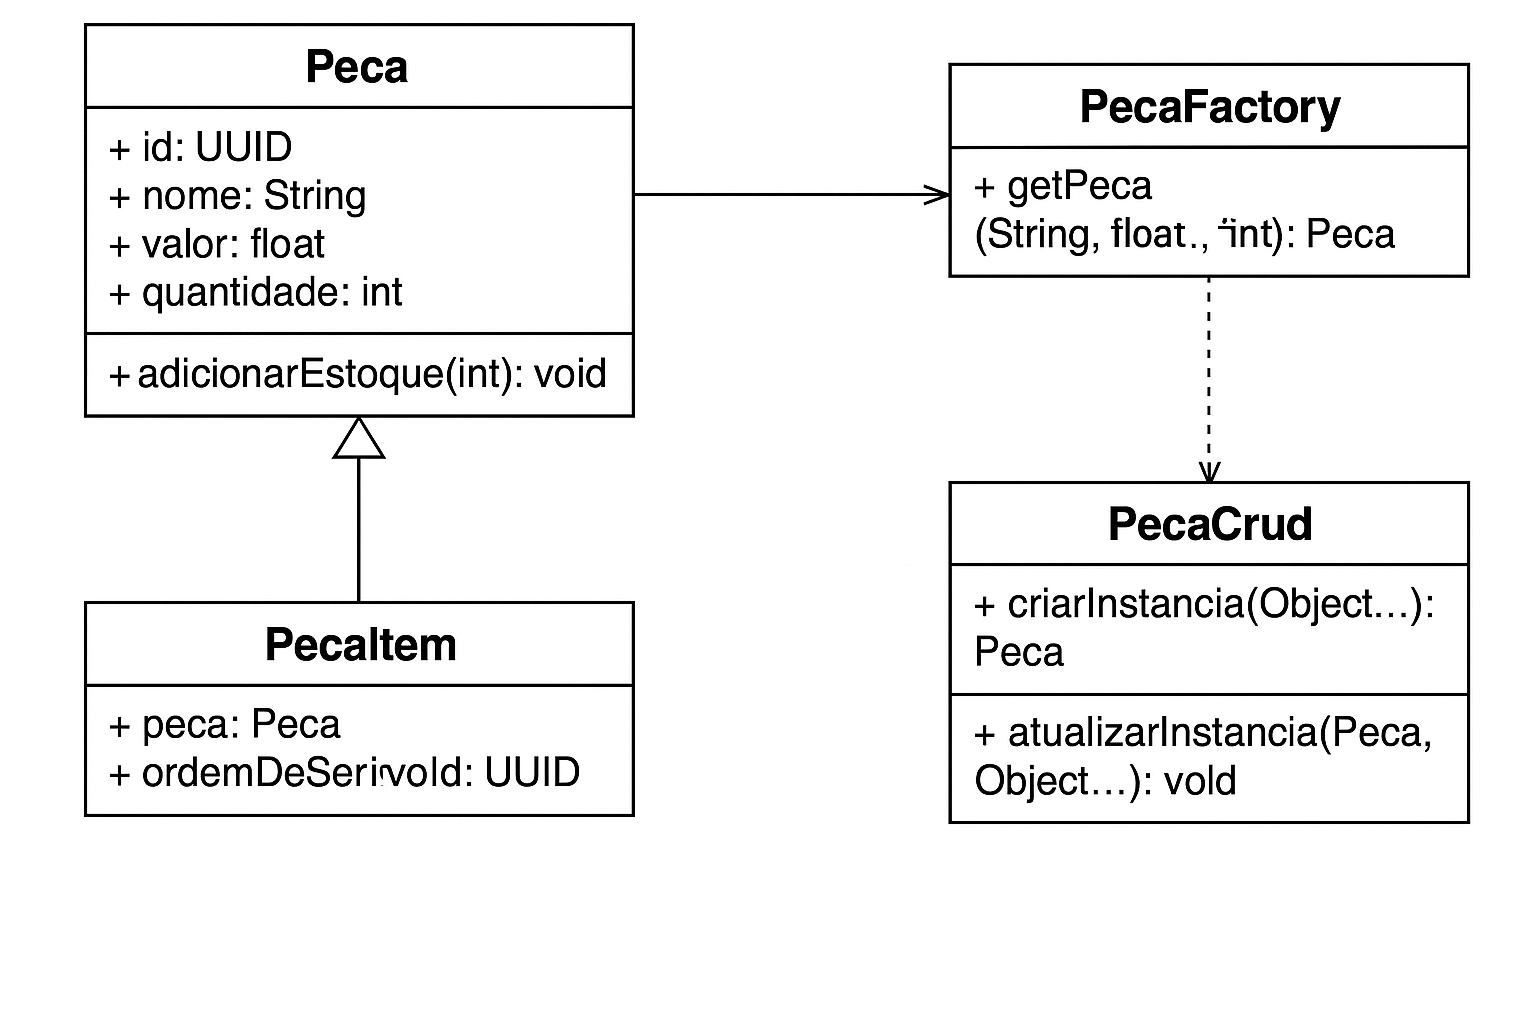 Peca
+ id: UUID
+ nome: String
+ valor: float
+ quantidade: int
+ adicionarEstoque(int): void
PecaFactory
+ getPeca
(String, float., int): Peca
PecaItem
+ peca: Peca
+ UUID
PecaCrud
+ criarInstancia(Object...):
Peca
+ atualizarInstancia(Peca,
Object...): vold